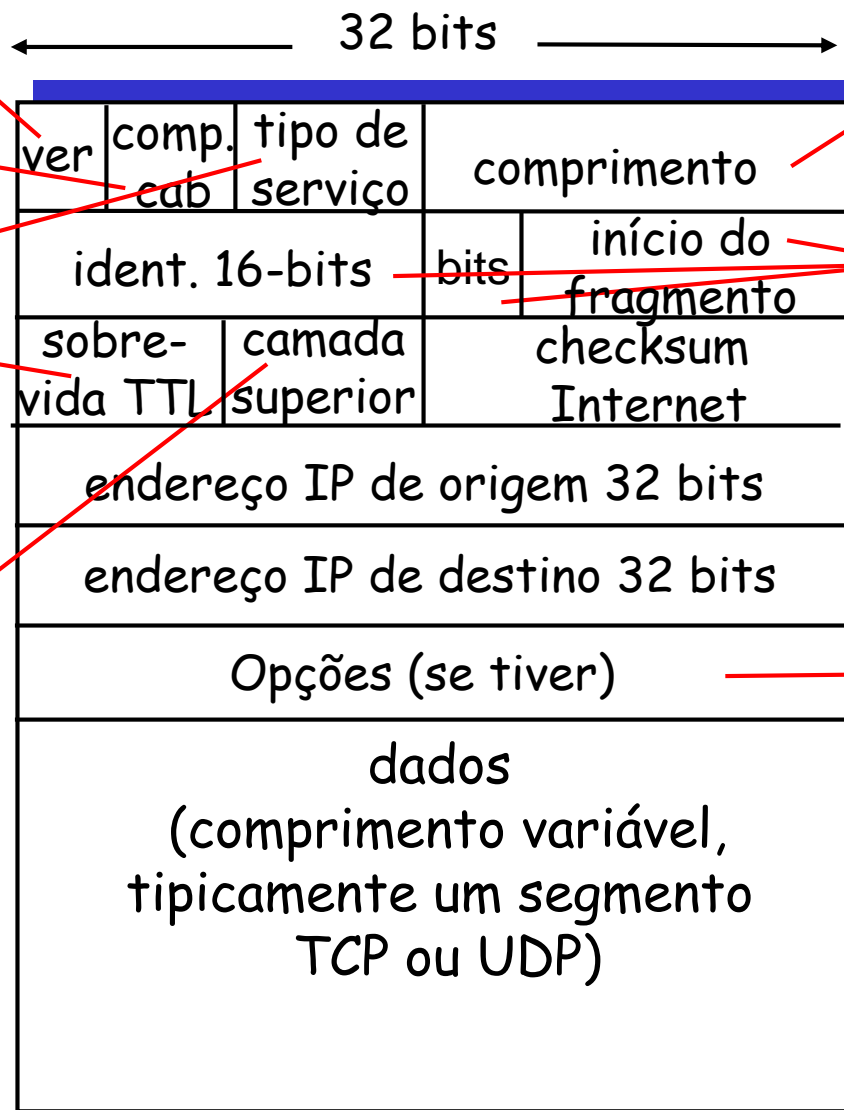 32 bits
ver
comp.
cab
tipo de
serviço
comprimento
ident. 16-bits
bits
início do
fragmento
sobre-
vida TTL
camada
superior
checksum
Internet
endereço IP de origem 32 bits
endereço IP de destino 32 bits
Opções (se tiver)
dados
(comprimento variável,
tipicamente um segmento
TCP ou UDP)